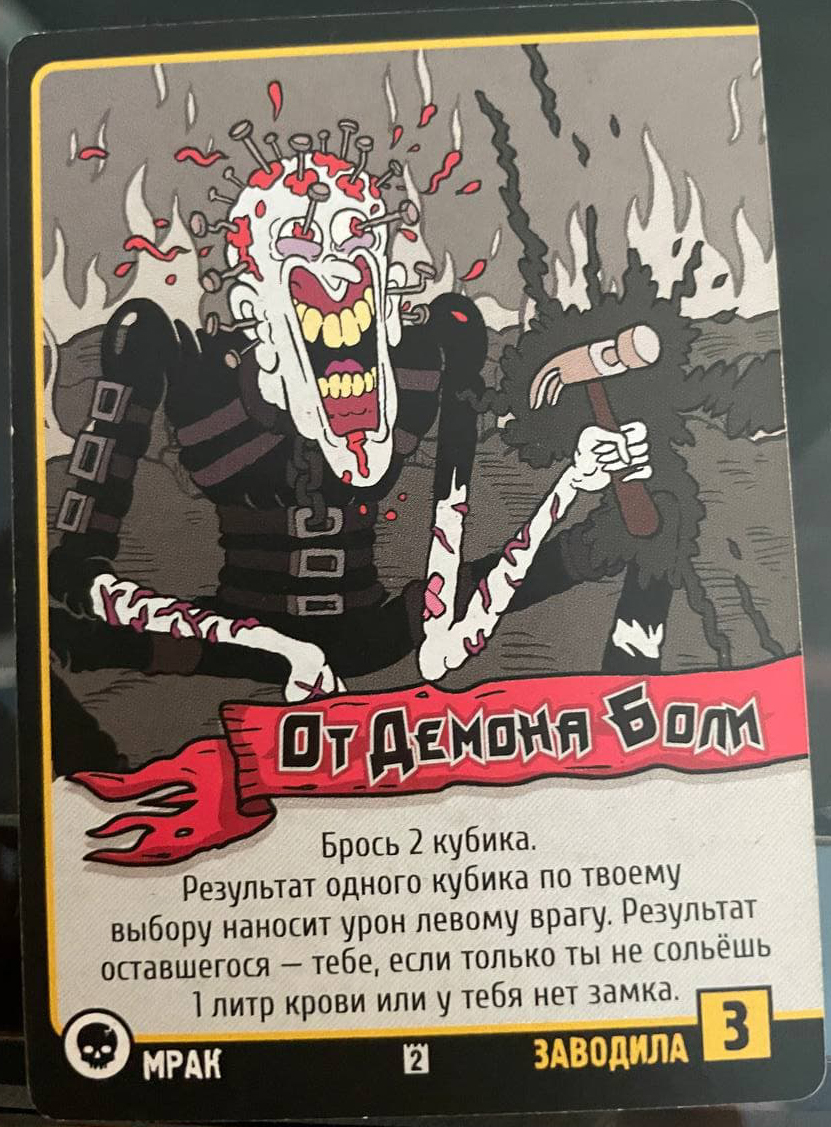 От Демона Боли
Брось 2 кубика.
Результат одного кубика по твоему
выбору наносит урон левому врагу. Результат
оставшегося — тебе, если только ты не сольёшь
1 литр крови или у тебя нет замка.
МРАК 2 ЗАВОДИЛА 3